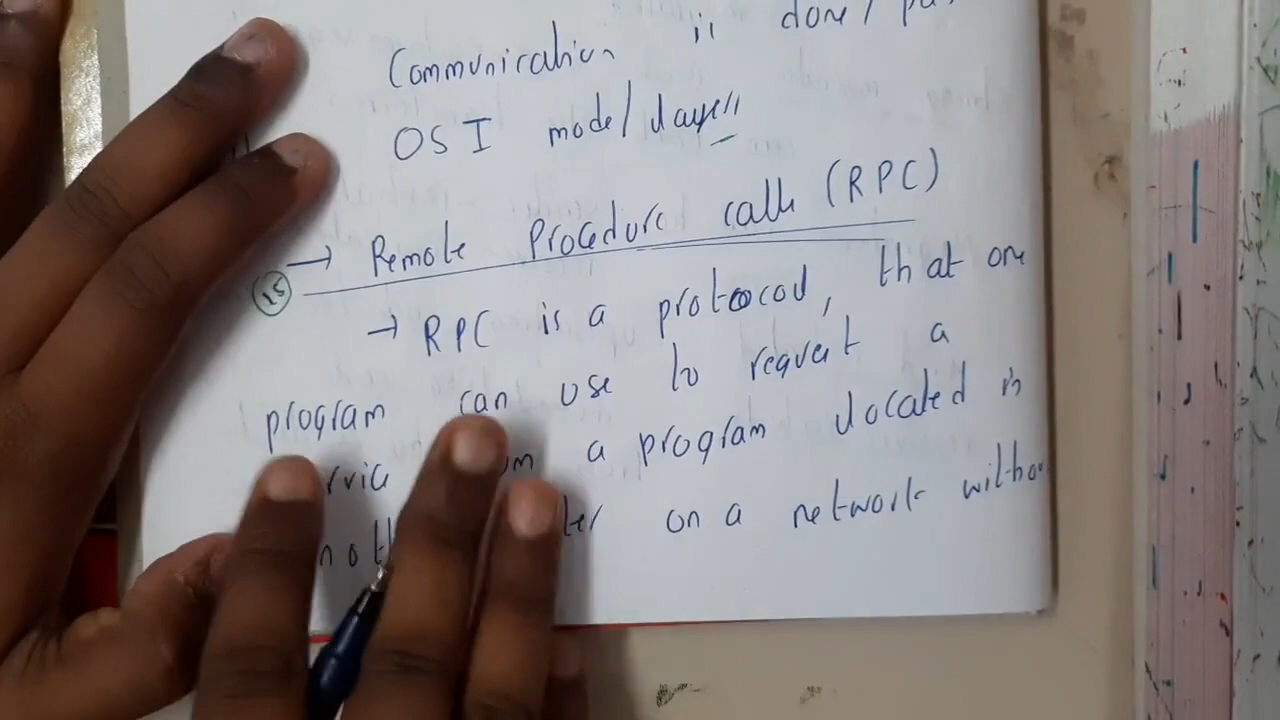 Communication is done/
OSI model layers
→ Remote Procedure calls (RPC)
15
→ RPC is a protocol, that one
program can use to request a
a program located in
on a network